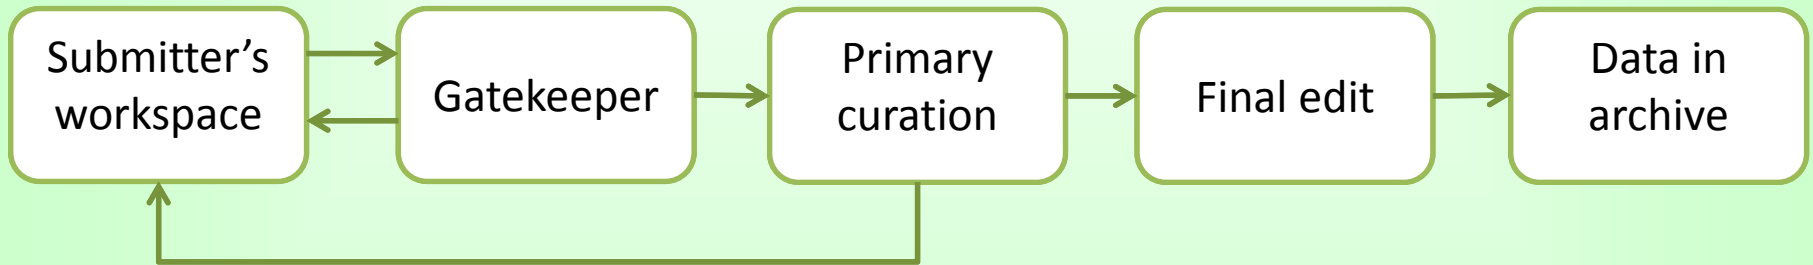 Submitter’s
workspace
Gatekeeper
Primary
curation
Final edit
Data in
archive